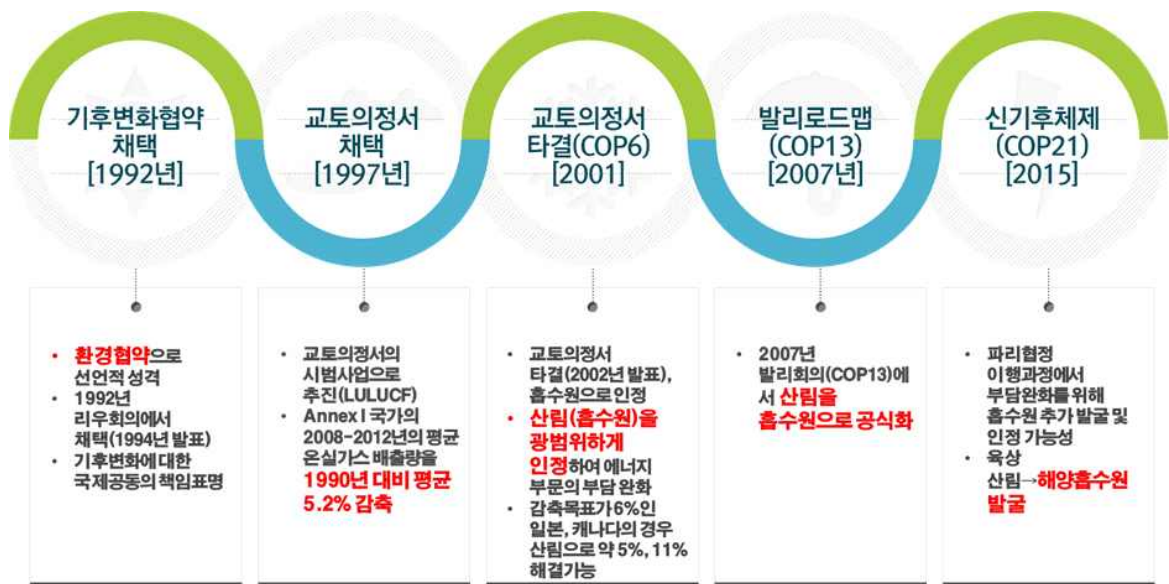 기후변화협약
채택
[1992년]
교토의정서
채택
[1997년]
교토의정서
타결(COP6)
[2001]
발리로드맵
(COP13)
[2007년]
신기후체제
(COP21)
[2015]
• 환경협약으로
선언적 성격
• 1992년
리우회의에서
채택(1994년 발표)
• 기후변화에 대한
국제공동의 책임표명
• 교토의정서의
시범사업으로
추진(LULUCF)
• Annex I 국가의
2008-2012년의 평균
온실가스 배출량을
1990년 대비 평균
5.2% 감축
• 교토의정서
타결(2002년 발표),
흡수원으로 인정
• 산림(흡수원)을
광범위하게
인정하여 에너지
부문의 부담 완화
• 감축목표가 6%인
일본, 캐나다의 경우
산림으로 약 5%, 11%
해결가능
• 2007년
발리회의(COP13)에
서 산림을
흡수원으로 공식화
• 파리협정
이행과정에서
부담완화를 위해
흡수원 추가 발굴 및
인정 가능성
• 육상
산림→해양흡수원
발굴